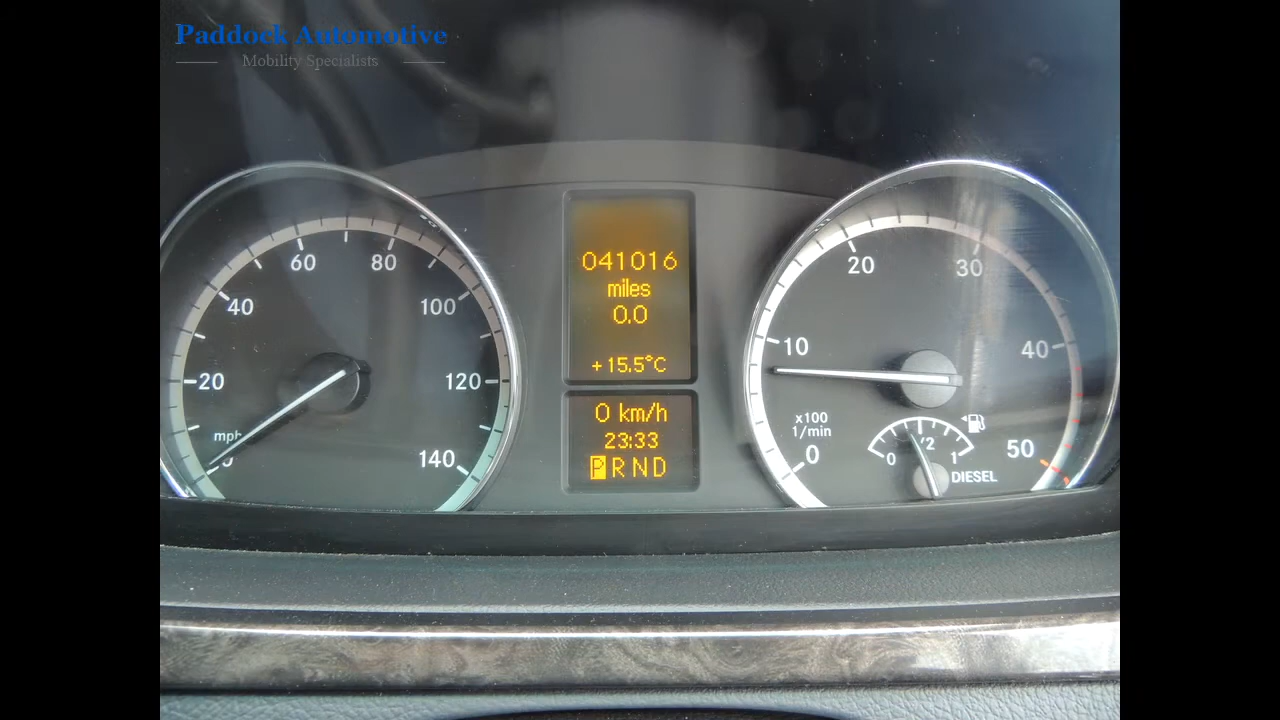 Paddock Automotive
Mobility Specialists
041016
miles
0.0
+15.5°C
0 km/h
23:33
P R N D
0
20
40
60
80
100
120
140
mph
0
10
20
30
40
50
x100
1/min
0
1/2
1
DIESEL